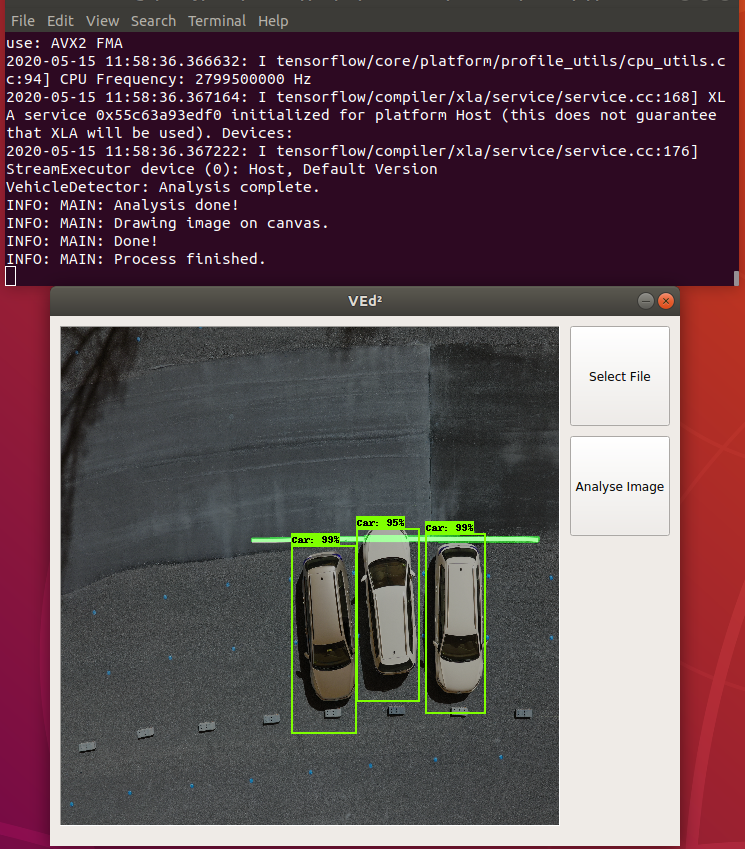 File Edit View Search Terminal Help
use: AVX2 FMA
2020-05-15 11:58:36.366632: I tensorflow/core/platform/profile_utils/cpu_utils.c
c:94] CPU Frequency: 2799500000 Hz
2020-05-15 11:58:36.367164: I tensorflow/compiler/xla/service/service.cc:168] XL
A service 0x55c63a93edf0 initialized for platform Host (this does not guarantee
that XLA will be used). Devices:
2020-05-15 11:58:36.367222: I tensorflow/compiler/xla/service/service.cc:176]
StreamExecutor device (0): Host, Default Version
VehicleDetector: Analysis complete.
INFO: MAIN: Analysis done!
INFO: MAIN: Drawing image on canvas.
INFO: MAIN: Done!
INFO: MAIN: Process finished.
VEd²
Select File
Analyse Image
Car: 99%
Car: 95%
Car: 99%